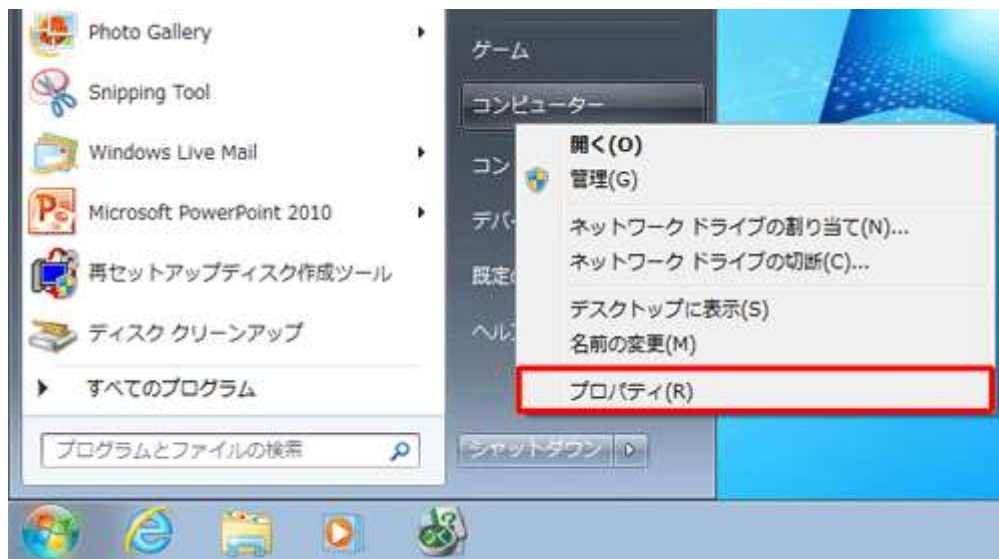 Photo Gallery
Snipping Tool
Windows Live Mail
Microsoft PowerPoint 2010
再セットアップディスク作成ツール
ディスク クリーンアップ
すべてのプログラム
プログラムとファイルの検索
ゲーム
コンピューター
コン
デバ
既定
ヘル
シャットダウン
開く(O)
管理(G)
ネットワーク ドライブの割り当て(N)...
ネットワーク ドライブの切断(C)...
デスクトップに表示(S)
名前の変更(M)
プロパティ(R)